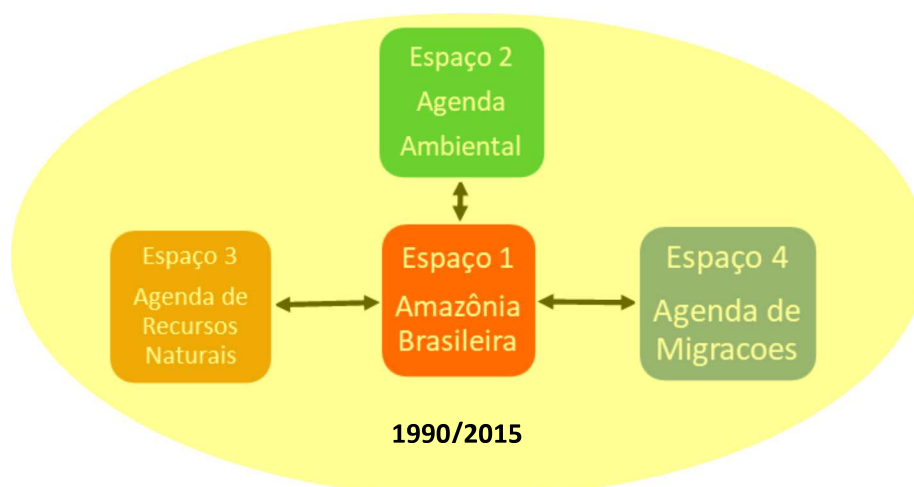 Espaço 2
Agenda
Ambiental
Espaço 3
Agenda de
Recursos
Naturais
Espaço 1
Amazônia
Brasileira
Espaço 4
Agenda de
Migracoes
1990/2015